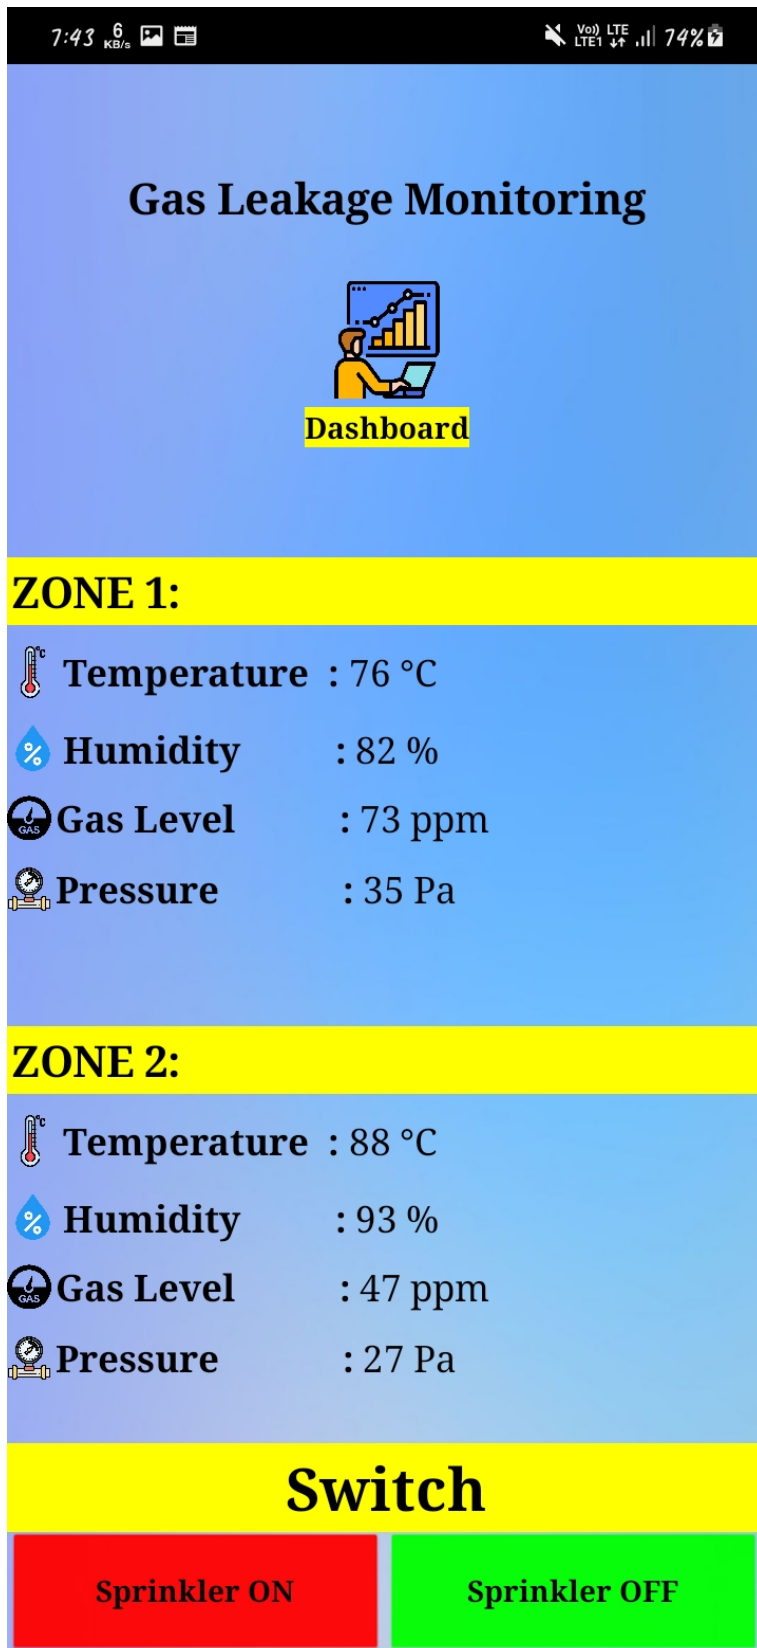 7:43 6 KB/s Vo) LTE1 LTE 74%
Gas Leakage Monitoring
Dashboard
ZONE 1:
°C Temperature : 76 °C
% Humidity : 82 %
GAS Gas Level : 73 ppm
Pressure : 35 Pa
ZONE 2:
°C Temperature : 88 °C
% Humidity : 93 %
GAS Gas Level : 47 ppm
Pressure : 27 Pa
Switch
Sprinkler ON Sprinkler OFF